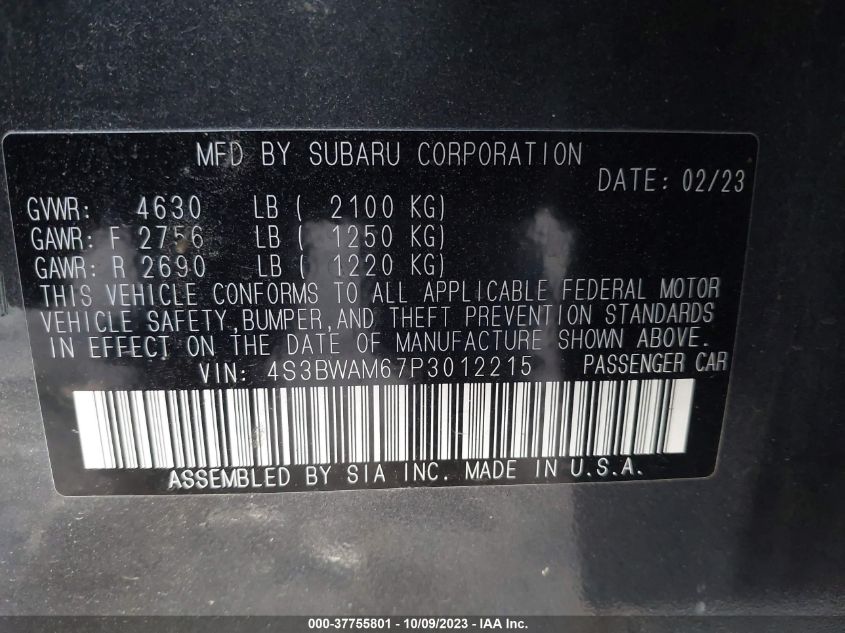 MFD BY SUBARU CORPORATION
DATE: 02/23
GVWR: 4630 LB ( 2100 KG)
GAWR: F 2756 LB ( 1250 KG)
GAWR: R 2690 LB ( 1220 KG)
THIS VEHICLE CONFORMS TO ALL APPLICABLE FEDERAL MOTOR
VEHICLE SAFETY, BUMPER, AND THEFT PREVENTION STANDARDS
IN EFFECT ON THE DATE OF MANUFACTURE SHOWN ABOVE.
VIN: 4S3BWAM67P3012215 PASSENGER CAR
ASSEMBLED BY SIA INC. MADE IN U.S.A.
000-37755801 - 10/09/2023 - IAA Inc.